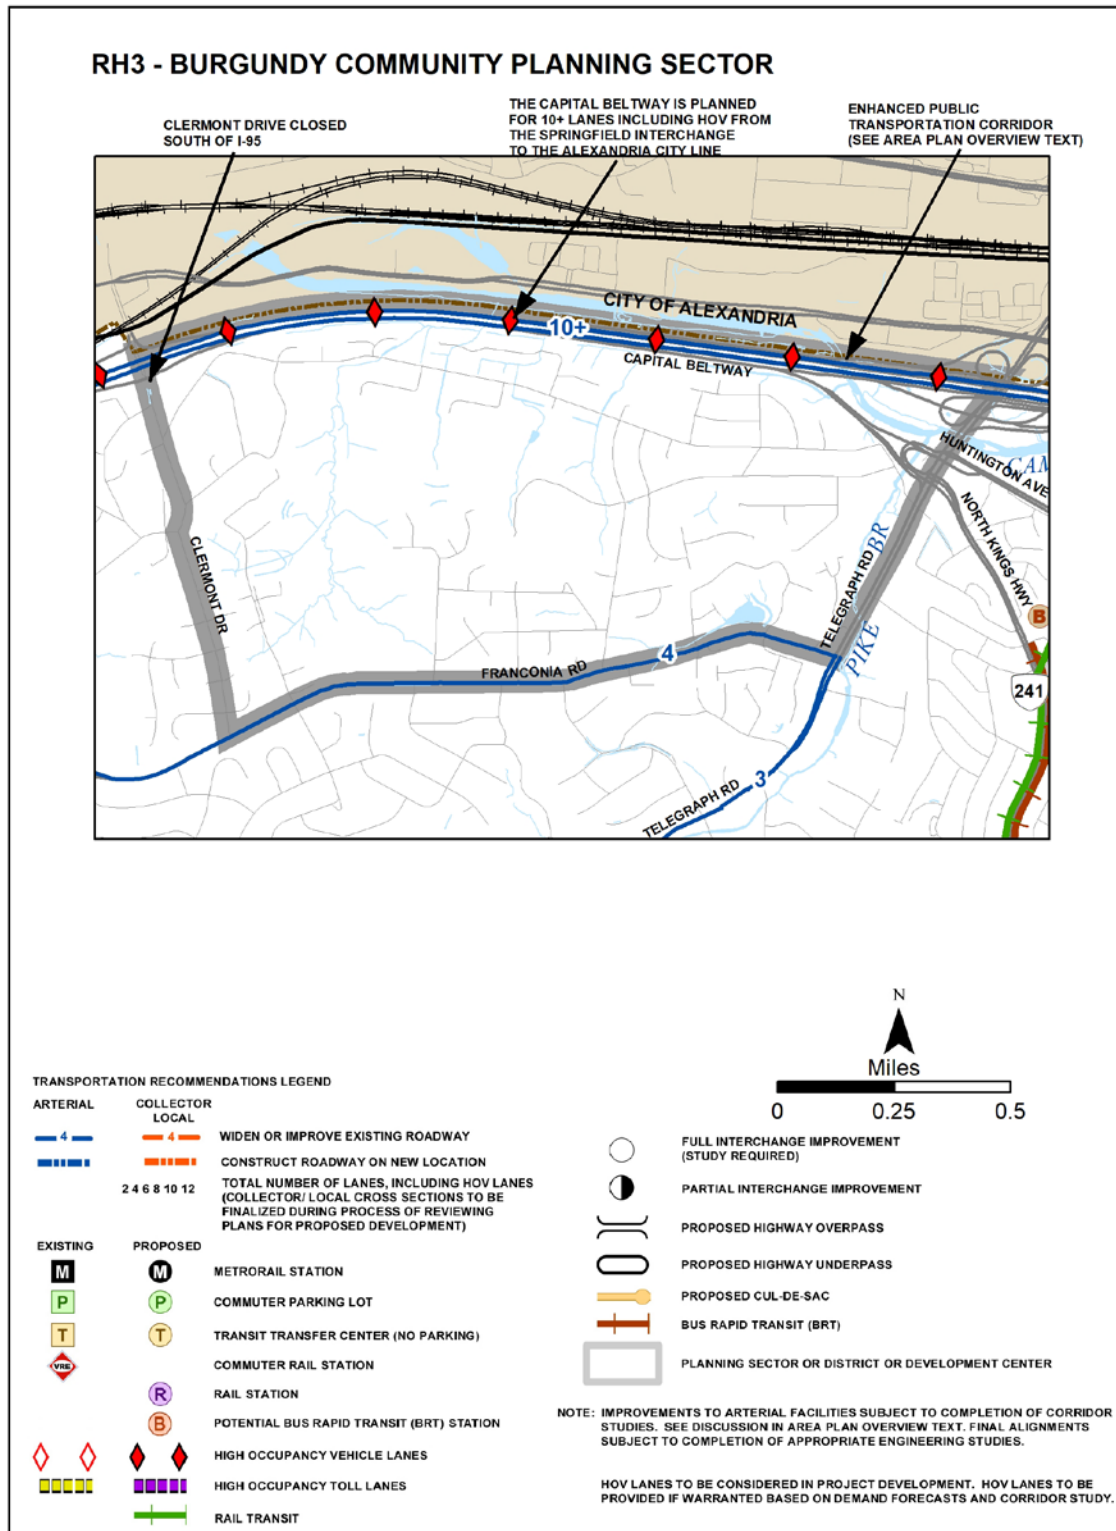 RH3 - BURGUNDY COMMUNITY PLANNING SECTOR
CLERMONT DRIVE CLOSED
SOUTH OF I-95
THE CAPITAL BELTWAY IS PLANNED
FOR 10+ LANES INCLUDING HOV FROM
THE SPRINGFIELD INTERCHANGE
TO THE ALEXANDRIA CITY LINE
ENHANCED PUBLIC
TRANSPORTATION CORRIDOR
(SEE AREA PLAN OVERVIEW TEXT)
CITY OF ALEXANDRIA
10+
CAPITAL BELTWAY
HUNTINGTON AVE
CAM
NORTH KINGS HWY
CLERMONT DR
TELEGRAPH RD
PIKE BR
B
FRANCONIA RD
4
241
3
TELEGRAPH RD
N
Miles
0 0.25 0.5
TRANSPORTATION RECOMMENDATIONS LEGEND
ARTERIAL
COLLECTOR
LOCAL
4 4 WIDEN OR IMPROVE EXISTING ROADWAY
CONSTRUCT ROADWAY ON NEW LOCATION
2 4 6 8 10 12 TOTAL NUMBER OF LANES, INCLUDING HOV LANES
(COLLECTOR/ LOCAL CROSS SECTIONS TO BE
FINALIZED DURING PROCESS OF REVIEWING
PLANS FOR PROPOSED DEVELOPMENT)
EXISTING PROPOSED
M M METRORAIL STATION
P P COMMUTER PARKING LOT
T T TRANSIT TRANSFER CENTER (NO PARKING)
VRE COMMUTER RAIL STATION
R RAIL STATION
B POTENTIAL BUS RAPID TRANSIT (BRT) STATION
HIGH OCCUPANCY VEHICLE LANES
HIGH OCCUPANCY TOLL LANES
RAIL TRANSIT
FULL INTERCHANGE IMPROVEMENT
(STUDY REQUIRED)
PARTIAL INTERCHANGE IMPROVEMENT
PROPOSED HIGHWAY OVERPASS
PROPOSED HIGHWAY UNDERPASS
PROPOSED CUL-DE-SAC
BUS RAPID TRANSIT (BRT)
PLANNING SECTOR OR DISTRICT OR DEVELOPMENT CENTER
NOTE: IMPROVEMENTS TO ARTERIAL FACILITIES SUBJECT TO COMPLETION OF CORRIDOR
STUDIES. SEE DISCUSSION IN AREA PLAN OVERVIEW TEXT. FINAL ALIGNMENTS
SUBJECT TO COMPLETION OF APPROPRIATE ENGINEERING STUDIES.
HOV LANES TO BE CONSIDERED IN PROJECT DEVELOPMENT. HOV LANES TO BE
PROVIDED IF WARRANTED BASED ON DEMAND FORECASTS AND CORRIDOR STUDY.